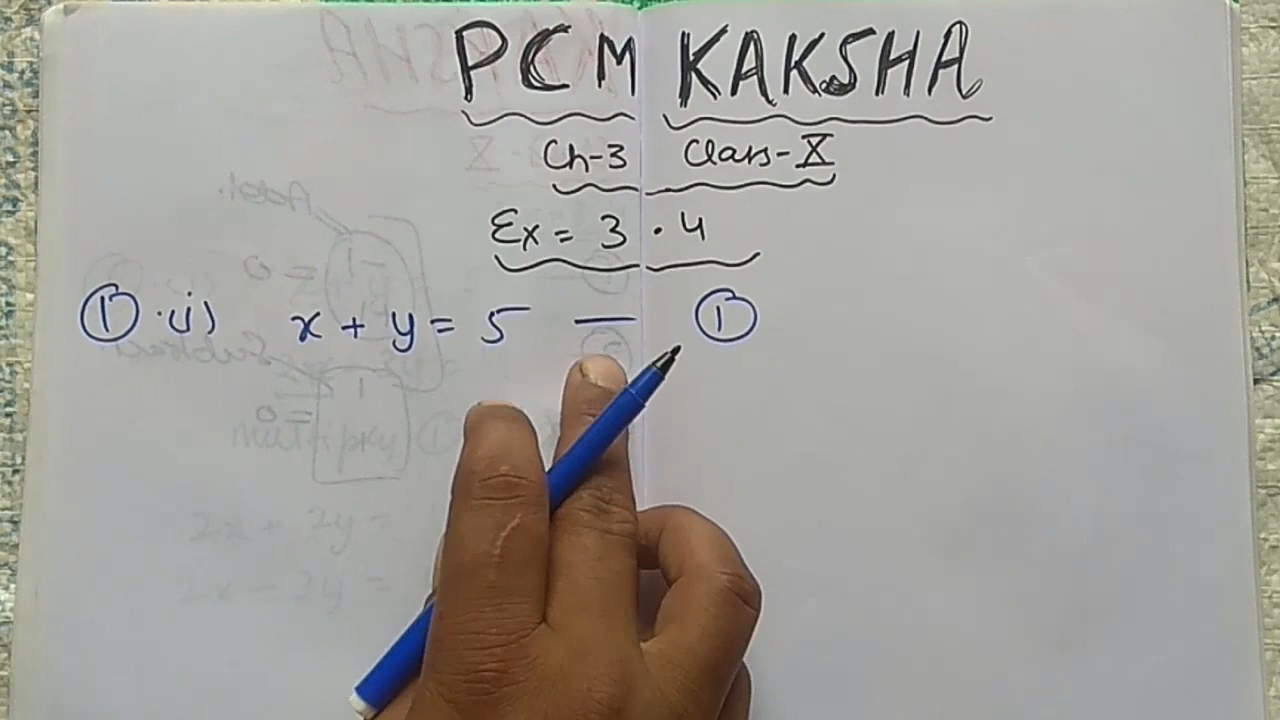 PCM KAKSHA
Ch-3 Class-X
Ex = 3.4
① (i) x + y = 5 — ①